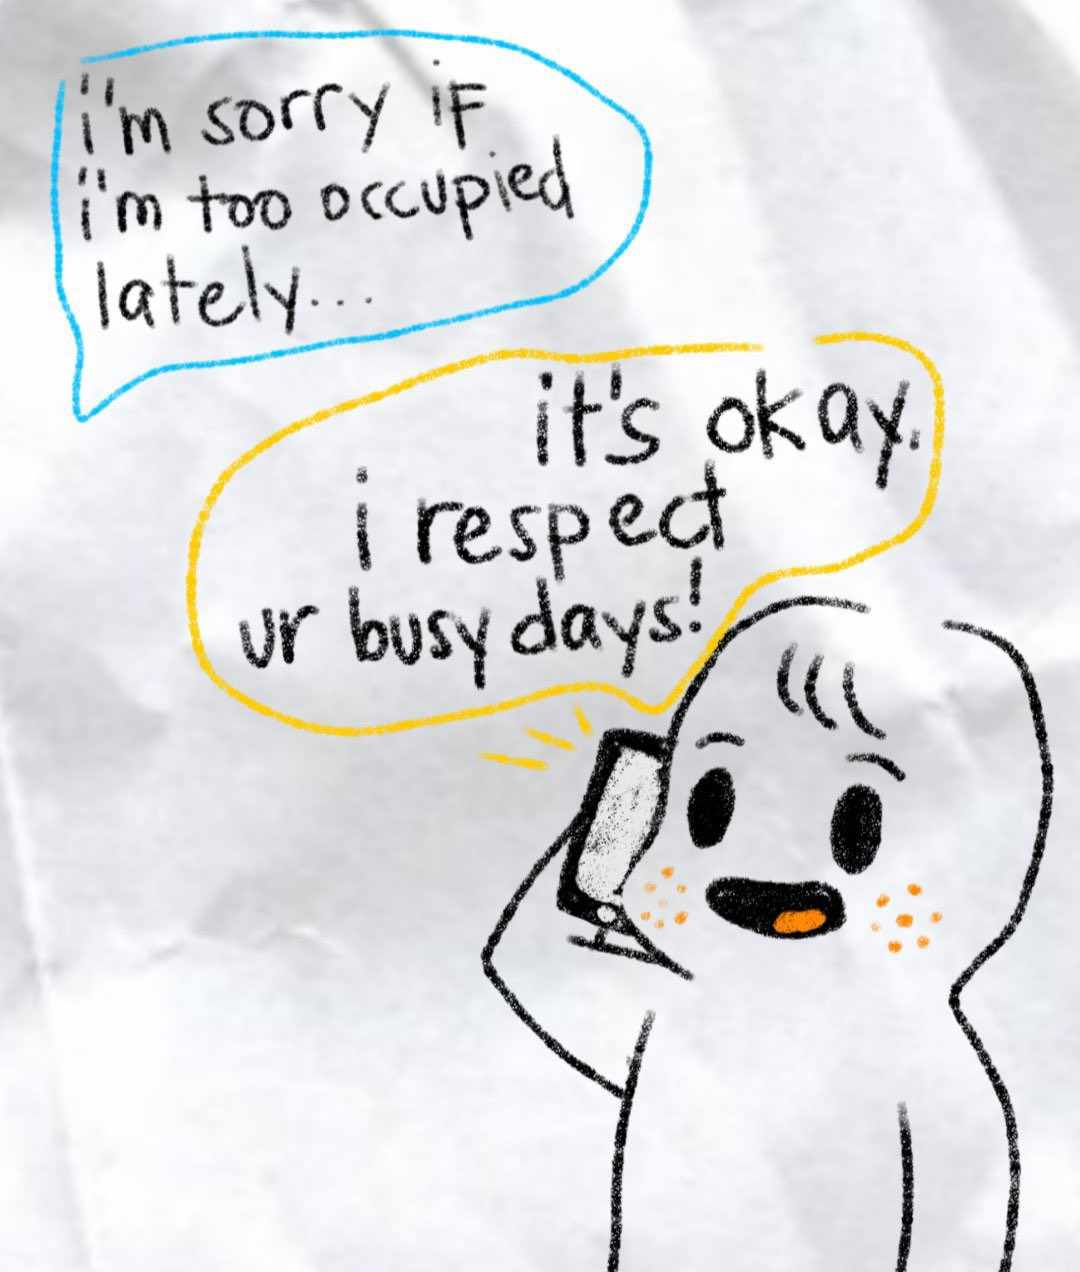 i'm sorry if
i'm too occupied
lately...
it's okay.
i respect
ur busy days!